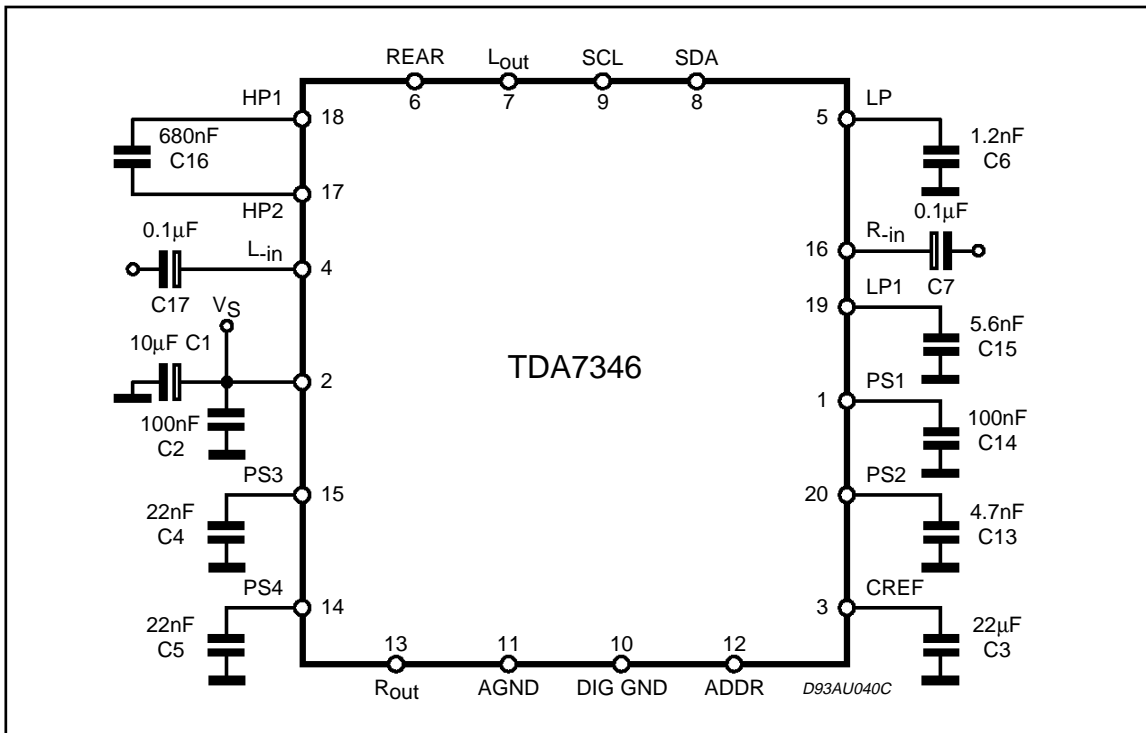 REAR Lout SCL SDA
6 7 9 8
HP1
18
680nF
C16
17
HP2
0.1μF
L-in
4
C17
VS
10μF C1
2
100nF
C2
PS3
15
22nF
C4
PS4
14
22nF
C5
TDA7346
LP
5
1.2nF
C6
0.1μF
R-in
16
C7
LP1
19
5.6nF
C15
PS1
1
100nF
C14
PS2
20
4.7nF
C13
CREF
3
22μF
C3
13 11 10 12
Rout AGND DIG GND ADDR
D93AU040C